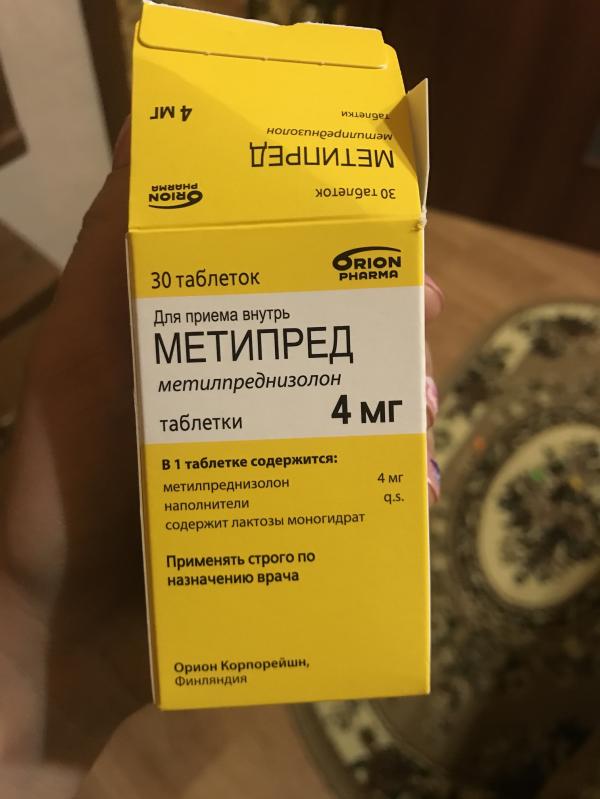 4 мг
таблетки
метилпреднизолон
МЕТИПРЕД
30 таблеток
ORION
PHARMA
30 таблеток
ORION
PHARMA
Для приема внутрь
МЕТИПРЕД
метилпреднизолон
таблетки 4 мг
В 1 таблетке содержится:
метилпреднизолон 4 мг
наполнители q.s.
содержит лактозы моногидрат
Применять строго по
назначению врача
Орион Корпорейшн,
Финляндия